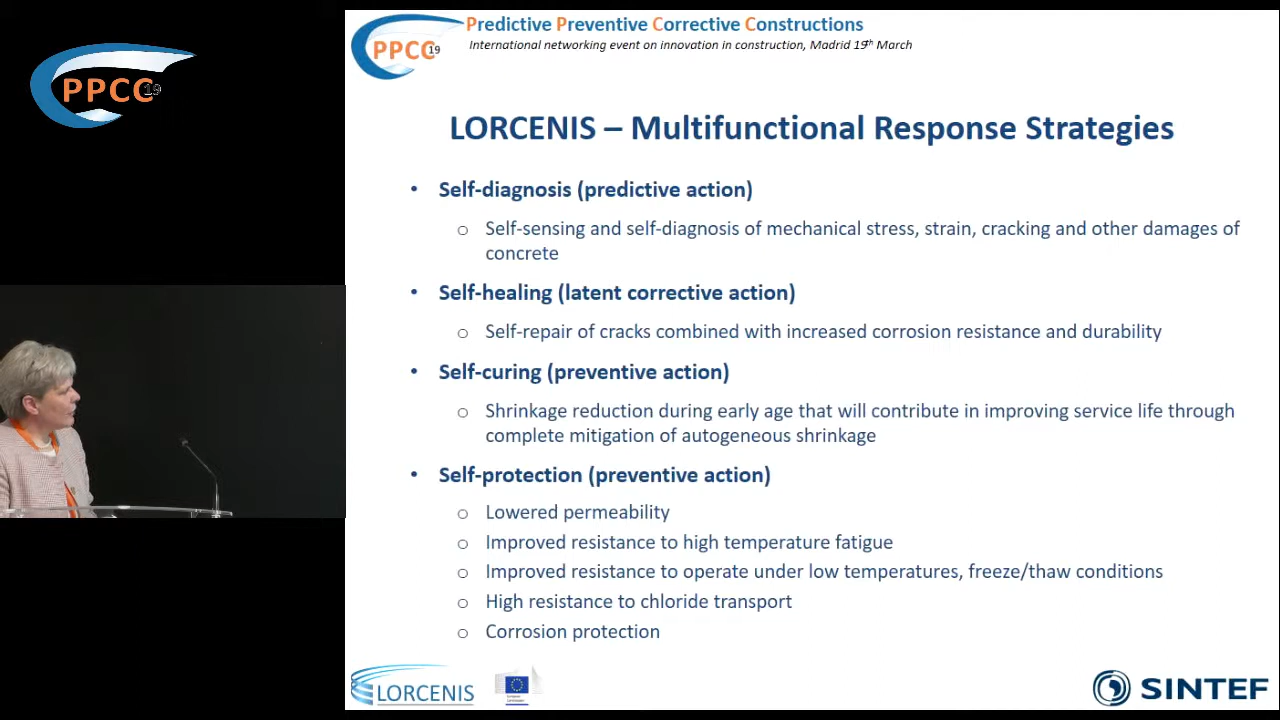 PPCC 19
PPCC 19
Predictive Preventive Corrective Constructions
International networking event on innovation in construction, Madrid 19th March
LORCENIS – Multifunctional Response Strategies
• Self-diagnosis (predictive action)
o Self-sensing and self-diagnosis of mechanical stress, strain, cracking and other damages of
concrete
• Self-healing (latent corrective action)
o Self-repair of cracks combined with increased corrosion resistance and durability
• Self-curing (preventive action)
o Shrinkage reduction during early age that will contribute in improving service life through
complete mitigation of autogeneous shrinkage
• Self-protection (preventive action)
o Lowered permeability
o Improved resistance to high temperature fatigue
o Improved resistance to operate under low temperatures, freeze/thaw conditions
o High resistance to chloride transport
o Corrosion protection
LORCENIS
SINTEF